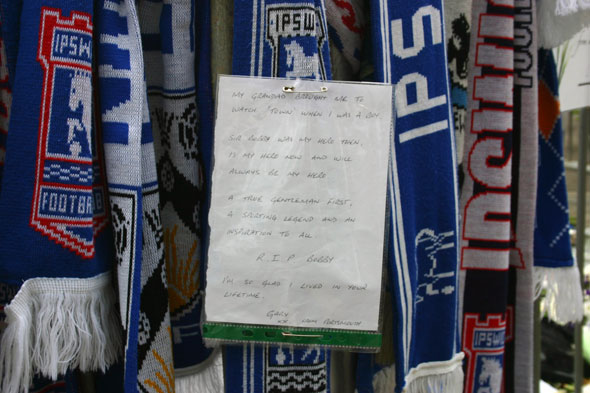 IPSW
FOOTBA
IPSW
IPS
MY GRANDAD BROUGHT ME TO
WATCH TOWN WHEN I WAS A BOY
SIR BOBBY WAS MY HERO THEN,
IS MY HERO NOW AND WILL
ALWAYS BE MY HERO
A TRUE GENTLEMAN FIRST,
A SPORTING LEGEND AND AN
INSPIRATION TO ALL
R.I.P BOBBY
I'M SO GLAD I LIVED IN YOUR
LIFETIME.
GARY
IPSW